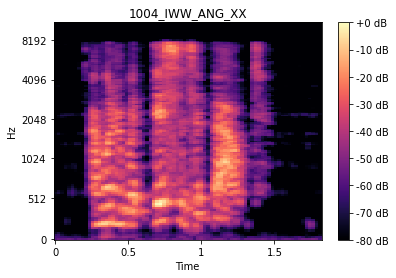 1004_IWW_ANG_XX
+0 dB
8192
-10 dB
4096
-20 dB
-30 dB
2048
Hz
-40 dB
1024
-50 dB
512
-60 dB
-70 dB
0
-80 dB
0
0.5
1
1.5
Time